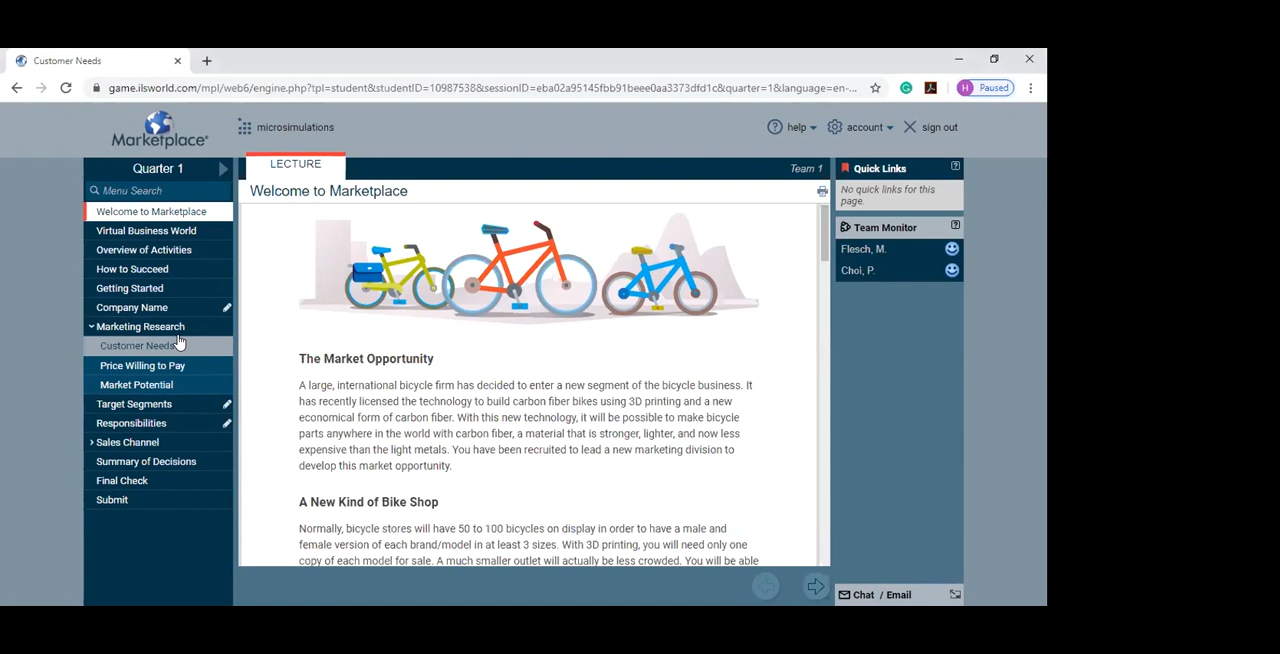 Customer Needs
game.ilsworld.com/mpl/web6/engine.php?tpl=student&studentID=10987538&sessionID=eba02a95145fbb91beee0aa3373dfd1c&quarter=1&language=en-...
H Paused
Marketplace®
microsimulations
help
account
sign out
Quarter 1
Menu Search
Welcome to Marketplace
Virtual Business World
Overview of Activities
How to Succeed
Getting Started
Company Name
Marketing Research
Customer Needs
Price Willing to Pay
Market Potential
Target Segments
Responsibilities
Sales Channel
Summary of Decisions
Final Check
Submit
LECTURE
Team 1
Welcome to Marketplace
The Market Opportunity
A large, international bicycle firm has decided to enter a new segment of the bicycle business. It
has recently licensed the technology to build carbon fiber bikes using 3D printing and a new
economical form of carbon fiber. With this new technology, it will be possible to make bicycle
parts anywhere in the world with carbon fiber, a material that is stronger, lighter, and now less
expensive than the light metals. You have been recruited to lead a new marketing division to
develop this market opportunity.
A New Kind of Bike Shop
Normally, bicycle stores will have 50 to 100 bicycles on display in order to have a male and
female version of each brand/model in at least 3 sizes. With 3D printing, you will need only one
copy of each model for sale. A much smaller outlet will actually be less crowded. You will be able
Quick Links
No quick links for this
page.
Team Monitor
Flesch, M.
Choi, P.
Chat / Email